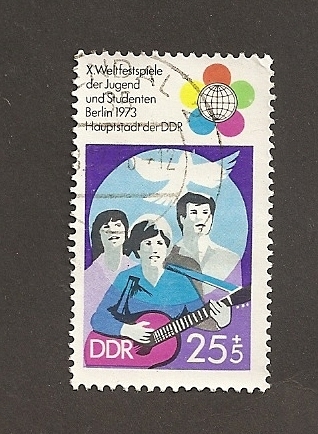 X. Weltfestspiele
der Jugend
und Studenten
Berlin 1973
Hauptstadt der DDR
DDR
25+5